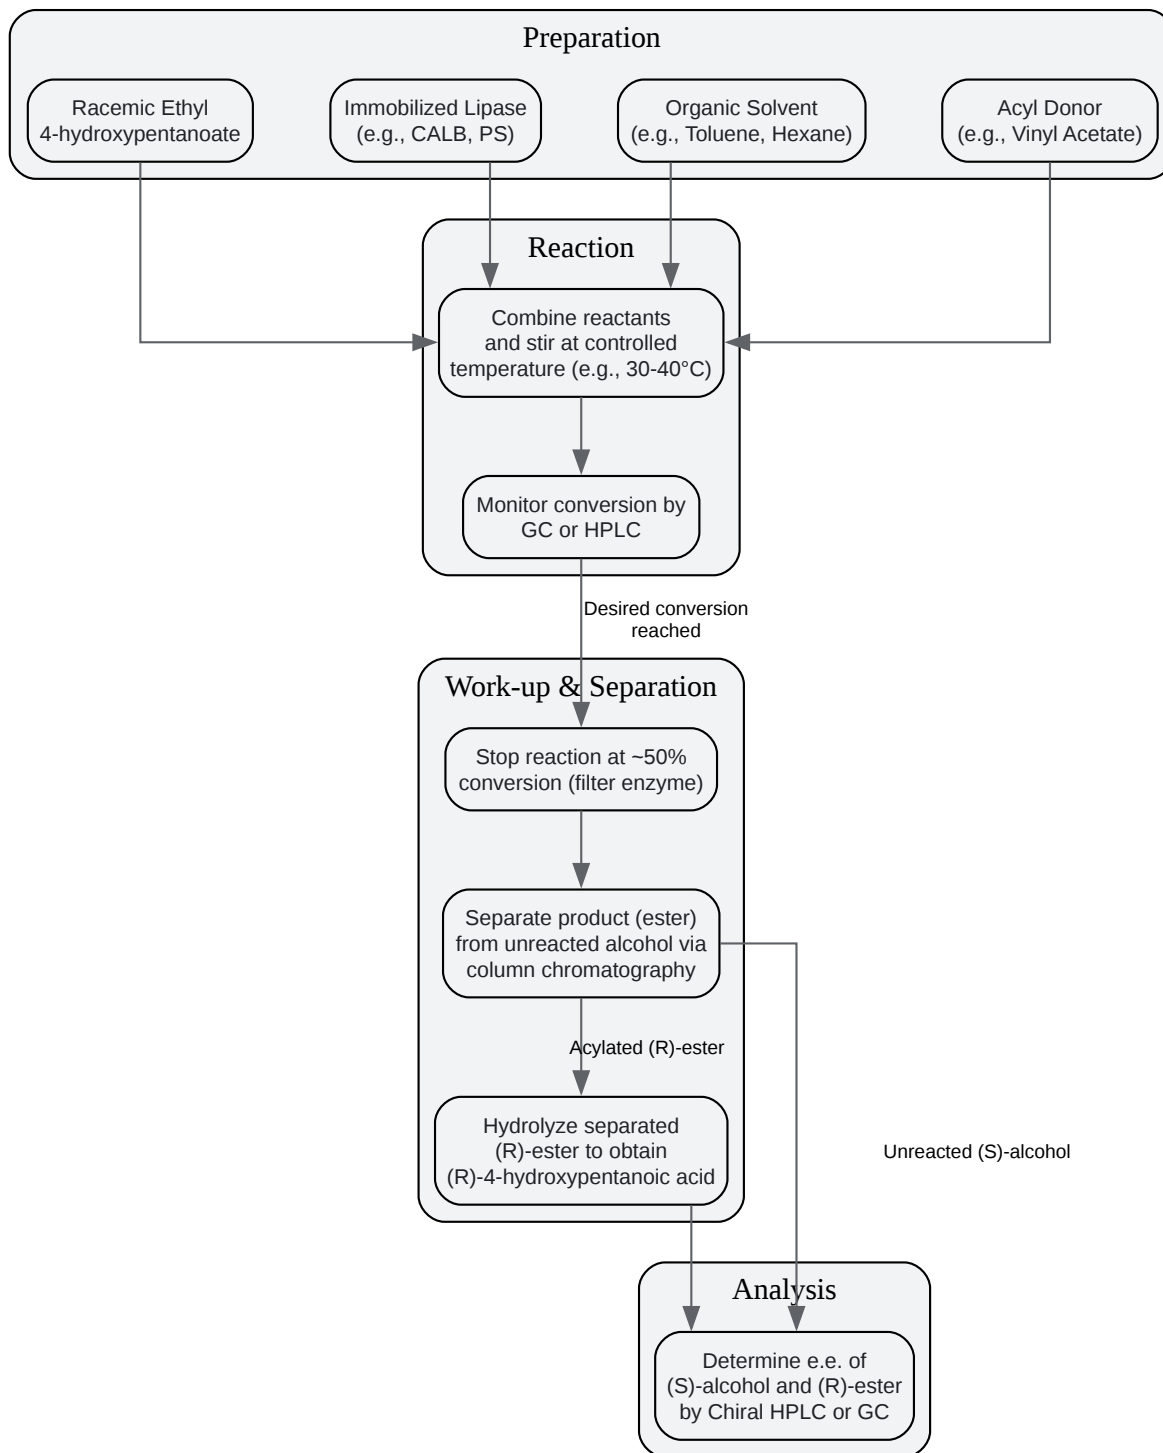 Preparation
Racemic Ethyl
4-hydroxypentanoate
Immobilized Lipase
(e.g., CALB, PS)
Organic Solvent
(e.g., Toluene, Hexane)
Acyl Donor
(e.g., Vinyl Acetate)
Reaction
Combine reactants
and stir at controlled
temperature (e.g., 30-40°C)
Monitor conversion by
GC or HPLC
Desired conversion
reached
Work-up & Separation
Stop reaction at ~50%
conversion (filter enzyme)
Separate product (ester)
from unreacted alcohol via
column chromatography
Acylated (R)-ester
Hydrolyze separated
(R)-ester to obtain
(R)-4-hydroxypentanoic acid
Unreacted (S)-alcohol
Analysis
Determine e.e. of
(S)-alcohol and (R)-ester
by Chiral HPLC or GC